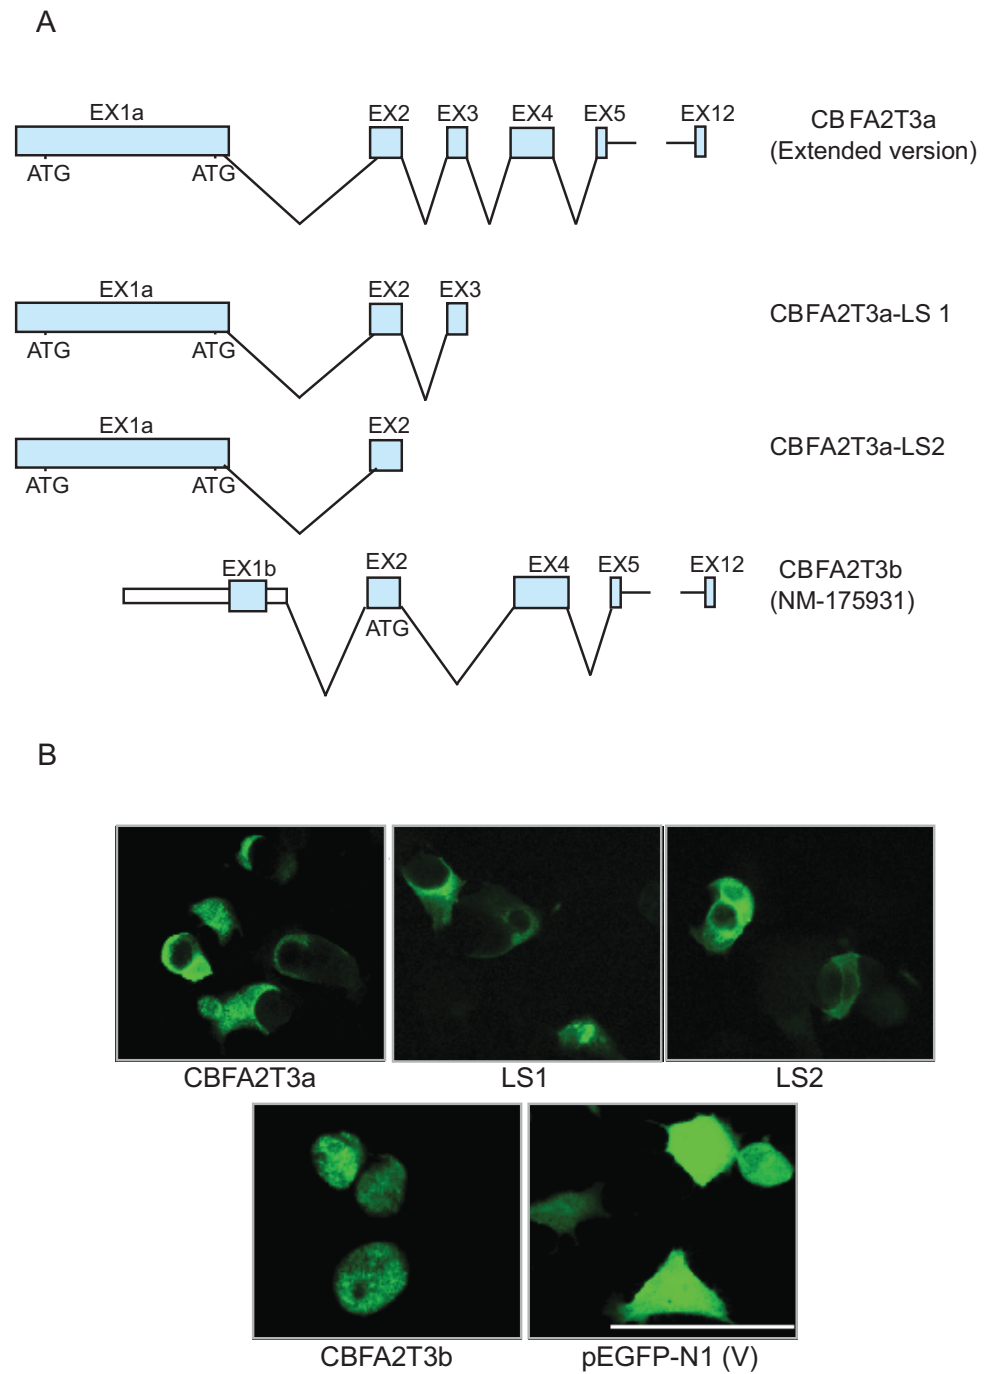 A
EX1a EX2 EX3 EX4 EX5 EX12 CBFA2T3a
ATG ATG (Extended version)
EX1a EX2 EX3
CBFA2T3a-LS 1
ATG ATG
EX1a EX2
CBFA2T3a-LS2
ATG ATG
EX1b EX2 EX4 EX5 EX12 CBFA2T3b
ATG (NM-175931)
B
CBFA2T3a LS1 LS2
CBFA2T3b pEGFP-N1 (V)